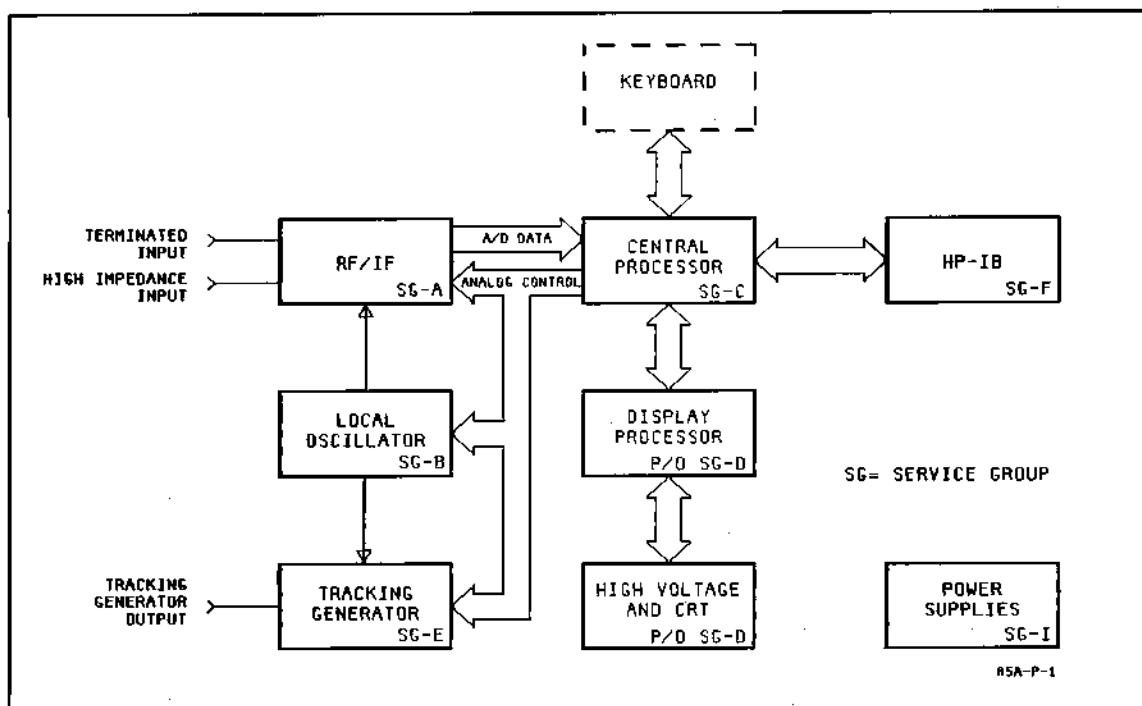 KEYBOARD
TERMINATED
INPUT
HIGH IMPEDANCE
INPUT
RF/IF
SG-A
A/D DATA
ANALOG CONTROL
CENTRAL
PROCESSOR
SG-C
HP-IB
SG-F
LOCAL
OSCILLATOR
SG-B
DISPLAY
PROCESSOR
P/O SG-D
SG= SERVICE GROUP
TRACKING
GENERATOR
OUTPUT
TRACKING
GENERATOR
SG-E
HIGH VOLTAGE
AND CRT
P/O SG-D
POWER
SUPPLIES
SG-I
85A-P-1